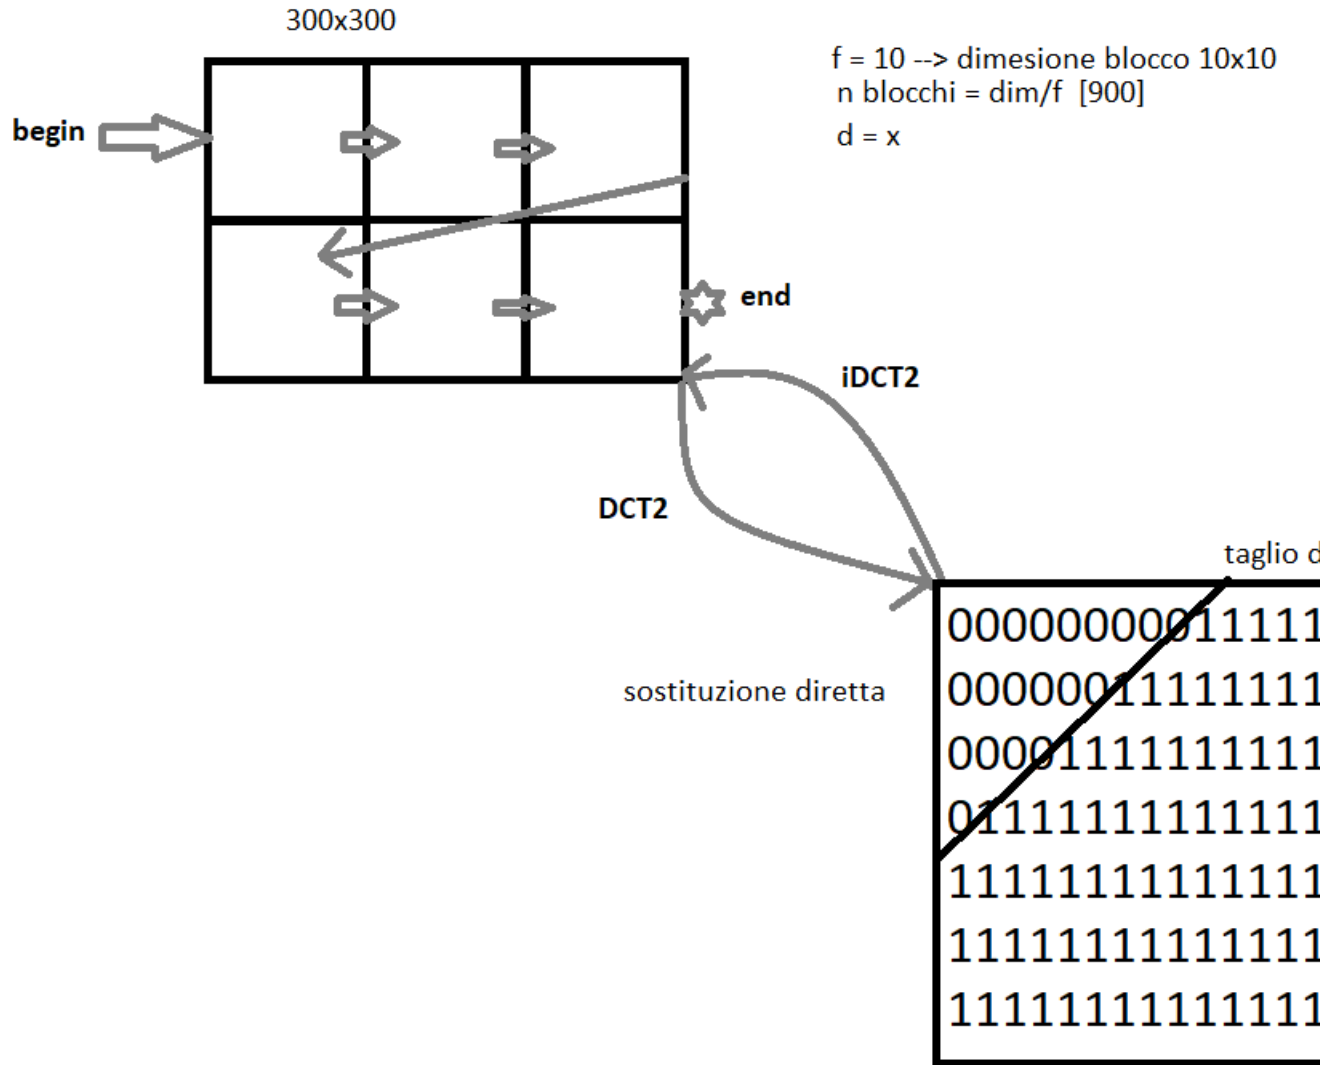 300x300
f = 10 --> dimesione blocco 10x10
n blocchi = dim/f [900]
d = x
begin
end
iDCT2
DCT2
taglio d
sostituzione diretta
00000000011111
00000011111111
00001111111111
01111111111111
11111111111111
11111111111111
11111111111111